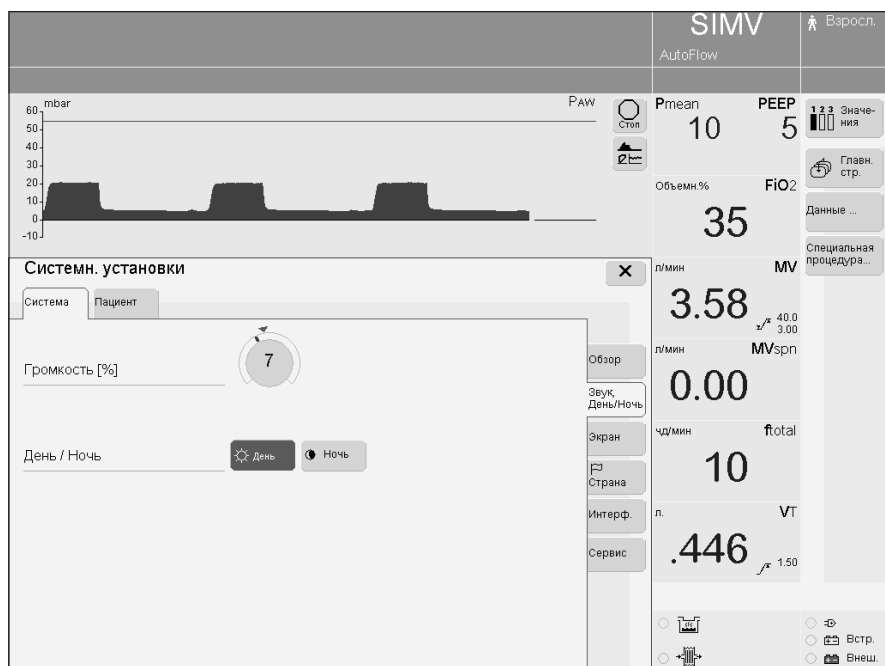 SIMV
AutoFlow
Взросл.
mbar
Paw
60
50
40
30
20
10
0
-10
Стоп
Pmean
10
PEEP
5
Объемн.%
FiO2
35
л/мин
MV
3.58
40.0
3.00
л/мин
MVspn
0.00
чд/мин
ftotal
10
л.
VT
.446
1.50
1 2 3 Значе-
ния
Главн.
стр.
Данные ...
Специальная
процедура...
Системн. установки
Система
Пациент
Громкость [%]
7
День / Ночь
День
Ночь
Обзор
Звук,
День/Ночь
Экран
Страна
Интерф.
Сервис
Встр.
Внеш.